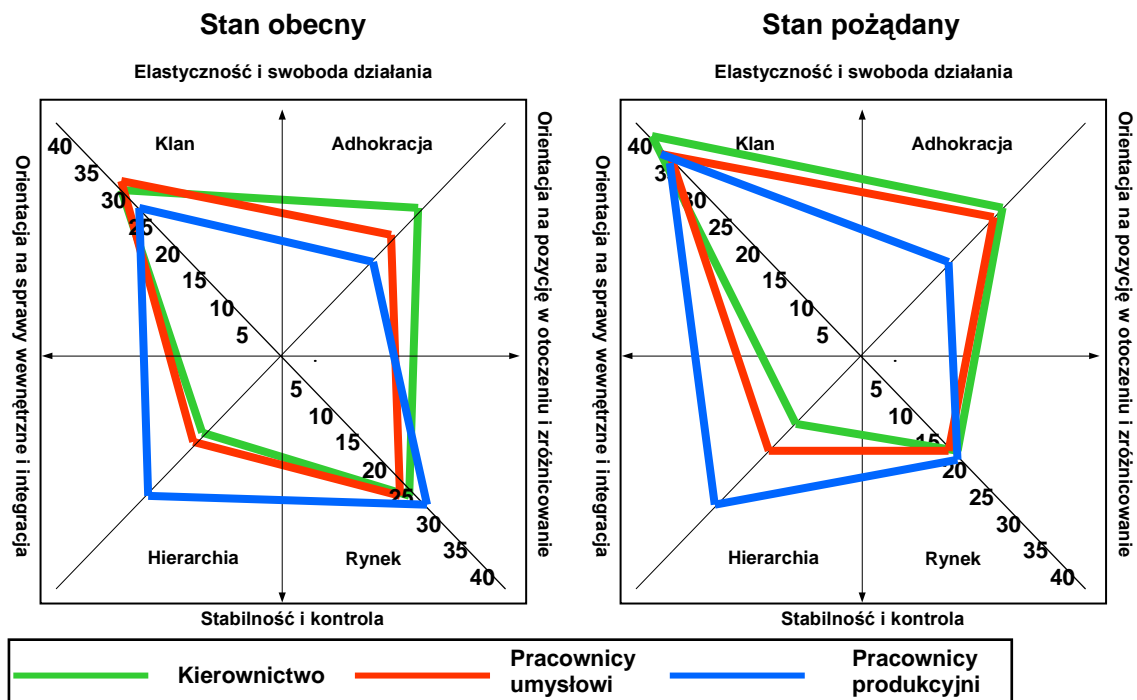 Stan obecny
Elastyczność i swoboda działania
Orientacja na sprawy wewnętrzne i integracja
Orientacja na pozycję w otoczeniu i zróżnicowanie
Klan
Adhokracja
40
35
30
25
20
15
10
5
5
10
15
20
25
30
35
40
Hierarchia
Rynek
Stabilność i kontrola
Stan pożądany
Elastyczność i swoboda działania
Orientacja na sprawy wewnętrzne i integracja
Orientacja na pozycję w otoczeniu i zróżnicowanie
Klan
Adhokracja
40
35
30
25
20
15
10
5
5
10
15
20
25
30
35
40
Hierarchia
Rynek
Stabilność i kontrola
Kierownictwo
Pracownicy
umysłowi
Pracownicy
produkcyjni